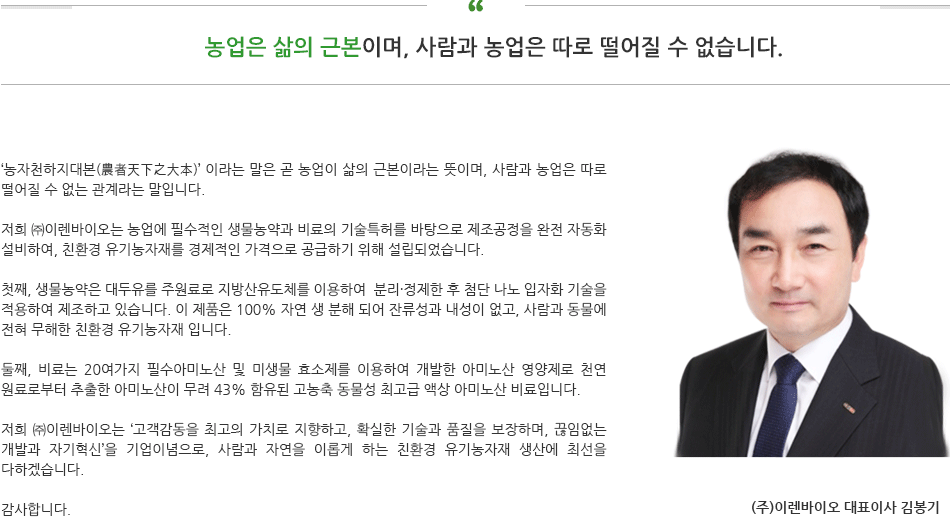 “
농업은 삶의 근본이며, 사람과 농업은 따로 떨어질 수 없습니다.
‘농자천하지대본(農者天下之大本)’ 이라는 말은 곧 농업이 삶의 근본이라는 뜻이며, 사람과 농업은 따로
떨어질 수 없는 관계라는 말입니다.
저희 ㈜이렌바이오는 농업에 필수적인 생물농약과 비료의 기술특허를 바탕으로 제조공정을 완전 자동화
설비하여, 친환경 유기농자재를 경제적인 가격으로 공급하기 위해 설립되었습니다.
첫째, 생물농약은 대두유를 주원료로 지방산유도체를 이용하여 분리·정제한 후 첨단 나노 입자화 기술을
적용하여 제조하고 있습니다. 이 제품은 100% 자연 생 분해 되어 잔류성과 내성이 없고, 사람과 동물에
전혀 무해한 친환경 유기농자재 입니다.
둘째, 비료는 20여가지 필수아미노산 및 미생물 효소제를 이용하여 개발한 아미노산 영양제로 천연
원료로부터 추출한 아미노산이 무려 43% 함유된 고농축 동물성 최고급 액상 아미노산 비료입니다.
저희 ㈜이렌바이오는 ‘고객감동을 최고의 가치로 지향하고, 확실한 기술과 품질을 보장하며, 끊임없는
개발과 자기혁신’을 기업이념으로, 사람과 자연을 이롭게 하는 친환경 유기농자재 생산에 최선을
다하겠습니다.
감사합니다.
(주)이렌바이오 대표이사 김봉기